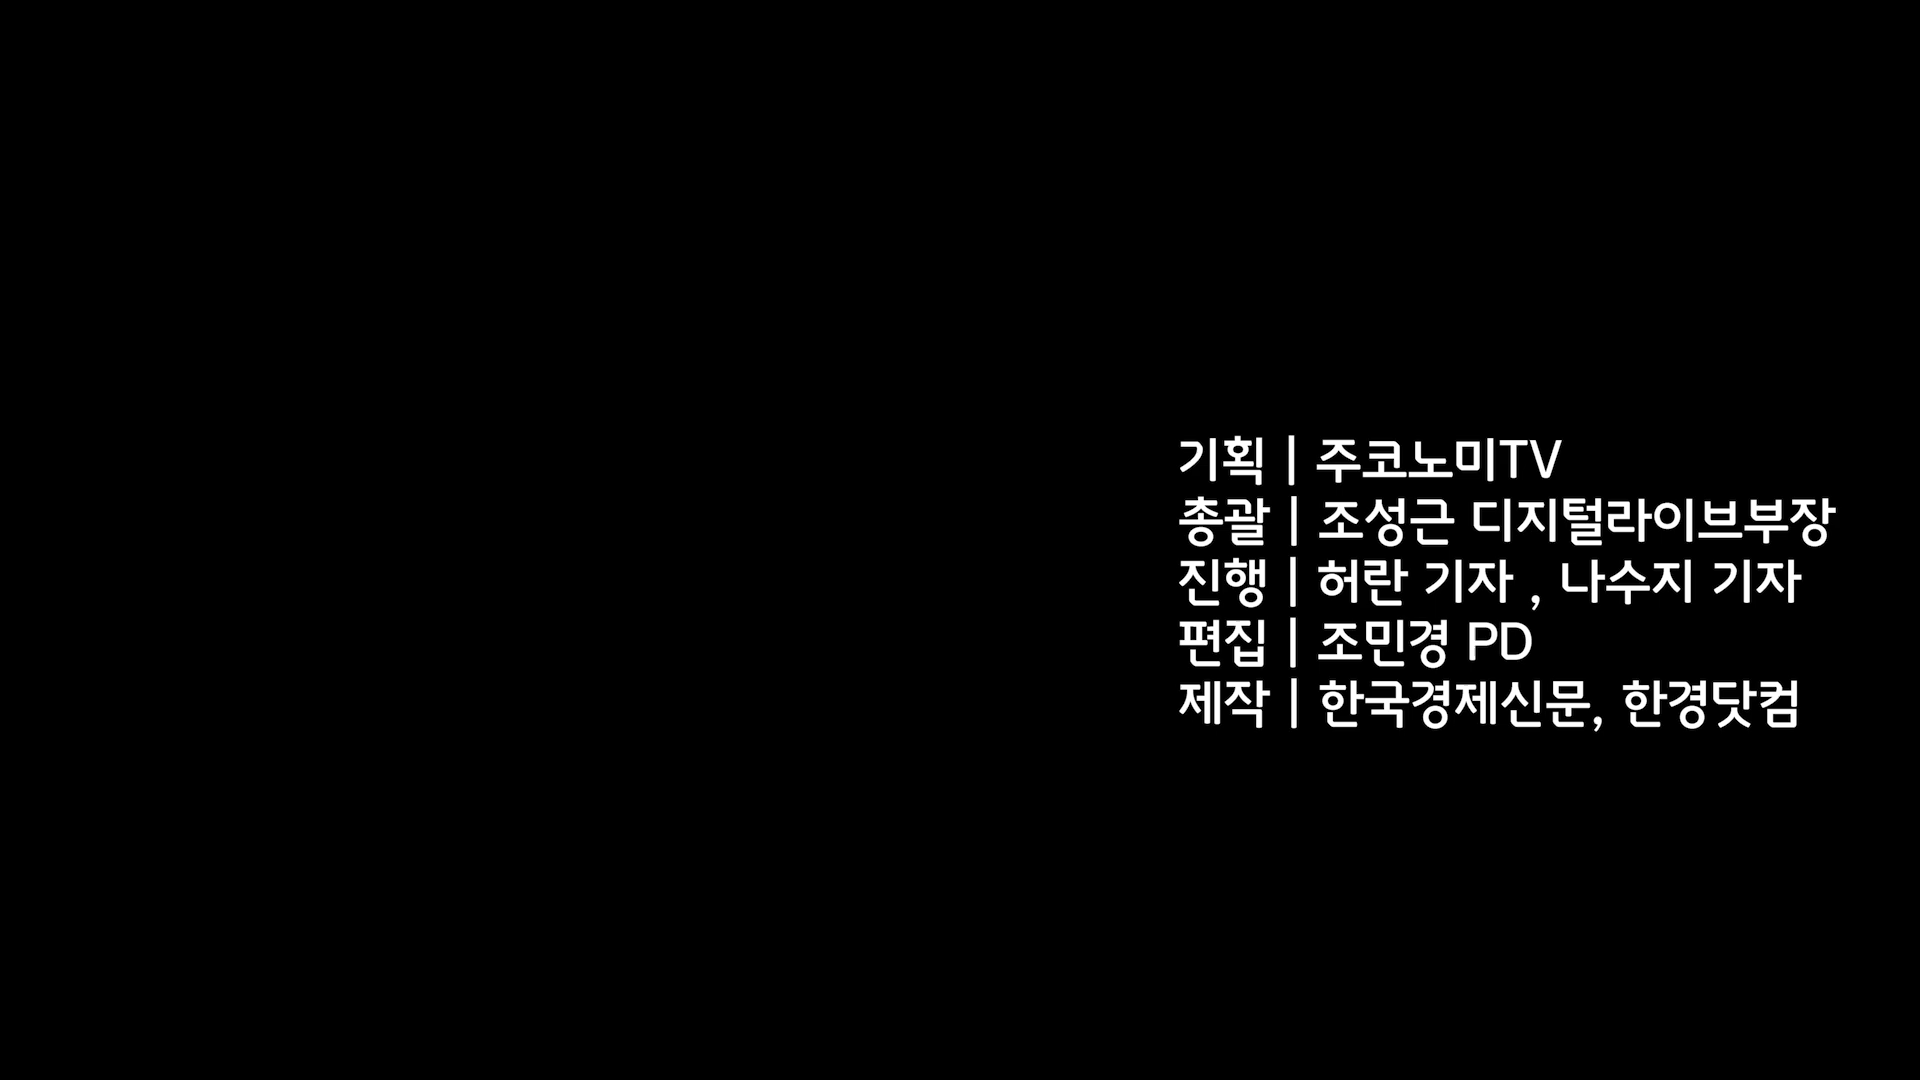 기획 | 주코노미TV
총괄 | 조성근 디지털라이브부장
진행 | 허란 기자 , 나수지 기자
편집 | 조민경 PD
제작 | 한국경제신문, 한경닷컴